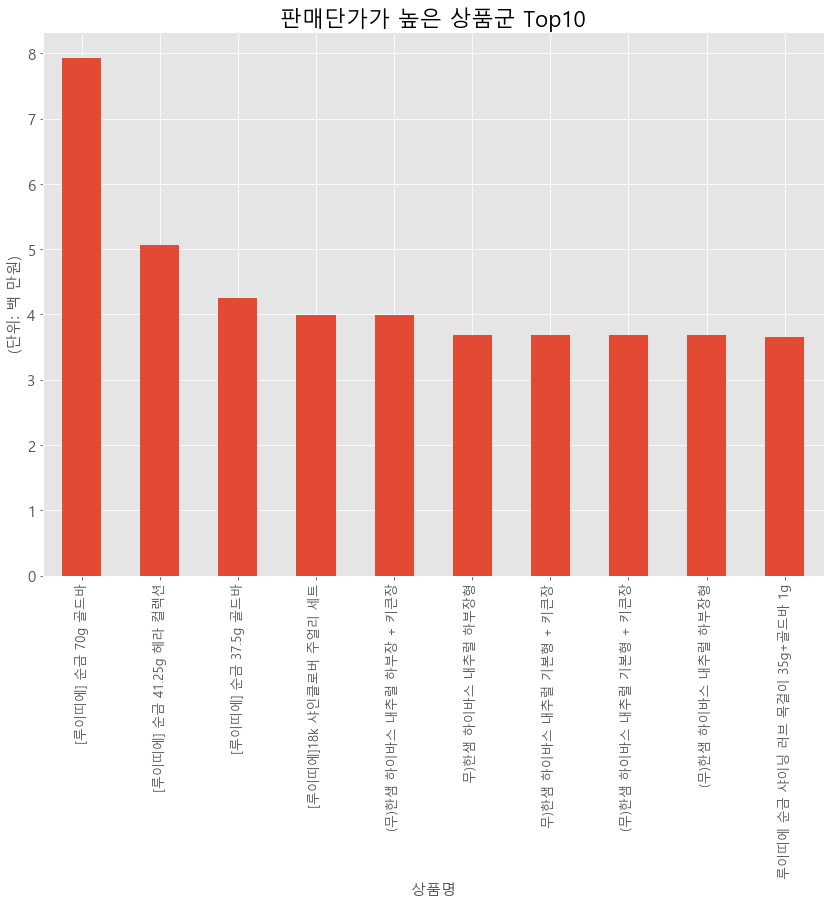 판매단가가 높은 상품군 Top10
(단위: 백 만원)
8
7
6
5
4
3
2
1
0
[루이띠에] 순금 70g 골드바
[루이띠에] 순금 41.25g 헤라 컬렉션
[루이띠에] 순금 37.5g 골드바
[루이띠에]18k 샤인클로버 주얼리 세트
(무)한샘 하이바스 내추럴 하부장 + 키큰장
무)한샘 하이바스 내추럴 하부장형
무)한샘 하이바스 내추럴 기본형 + 키큰장
(무)한샘 하이바스 내추럴 기본형 + 키큰장
(무)한샘 하이바스 내추럴 하부장형
루이띠에 순금 샤이닝 러브 목걸이 35g+골드바 1g
상품명